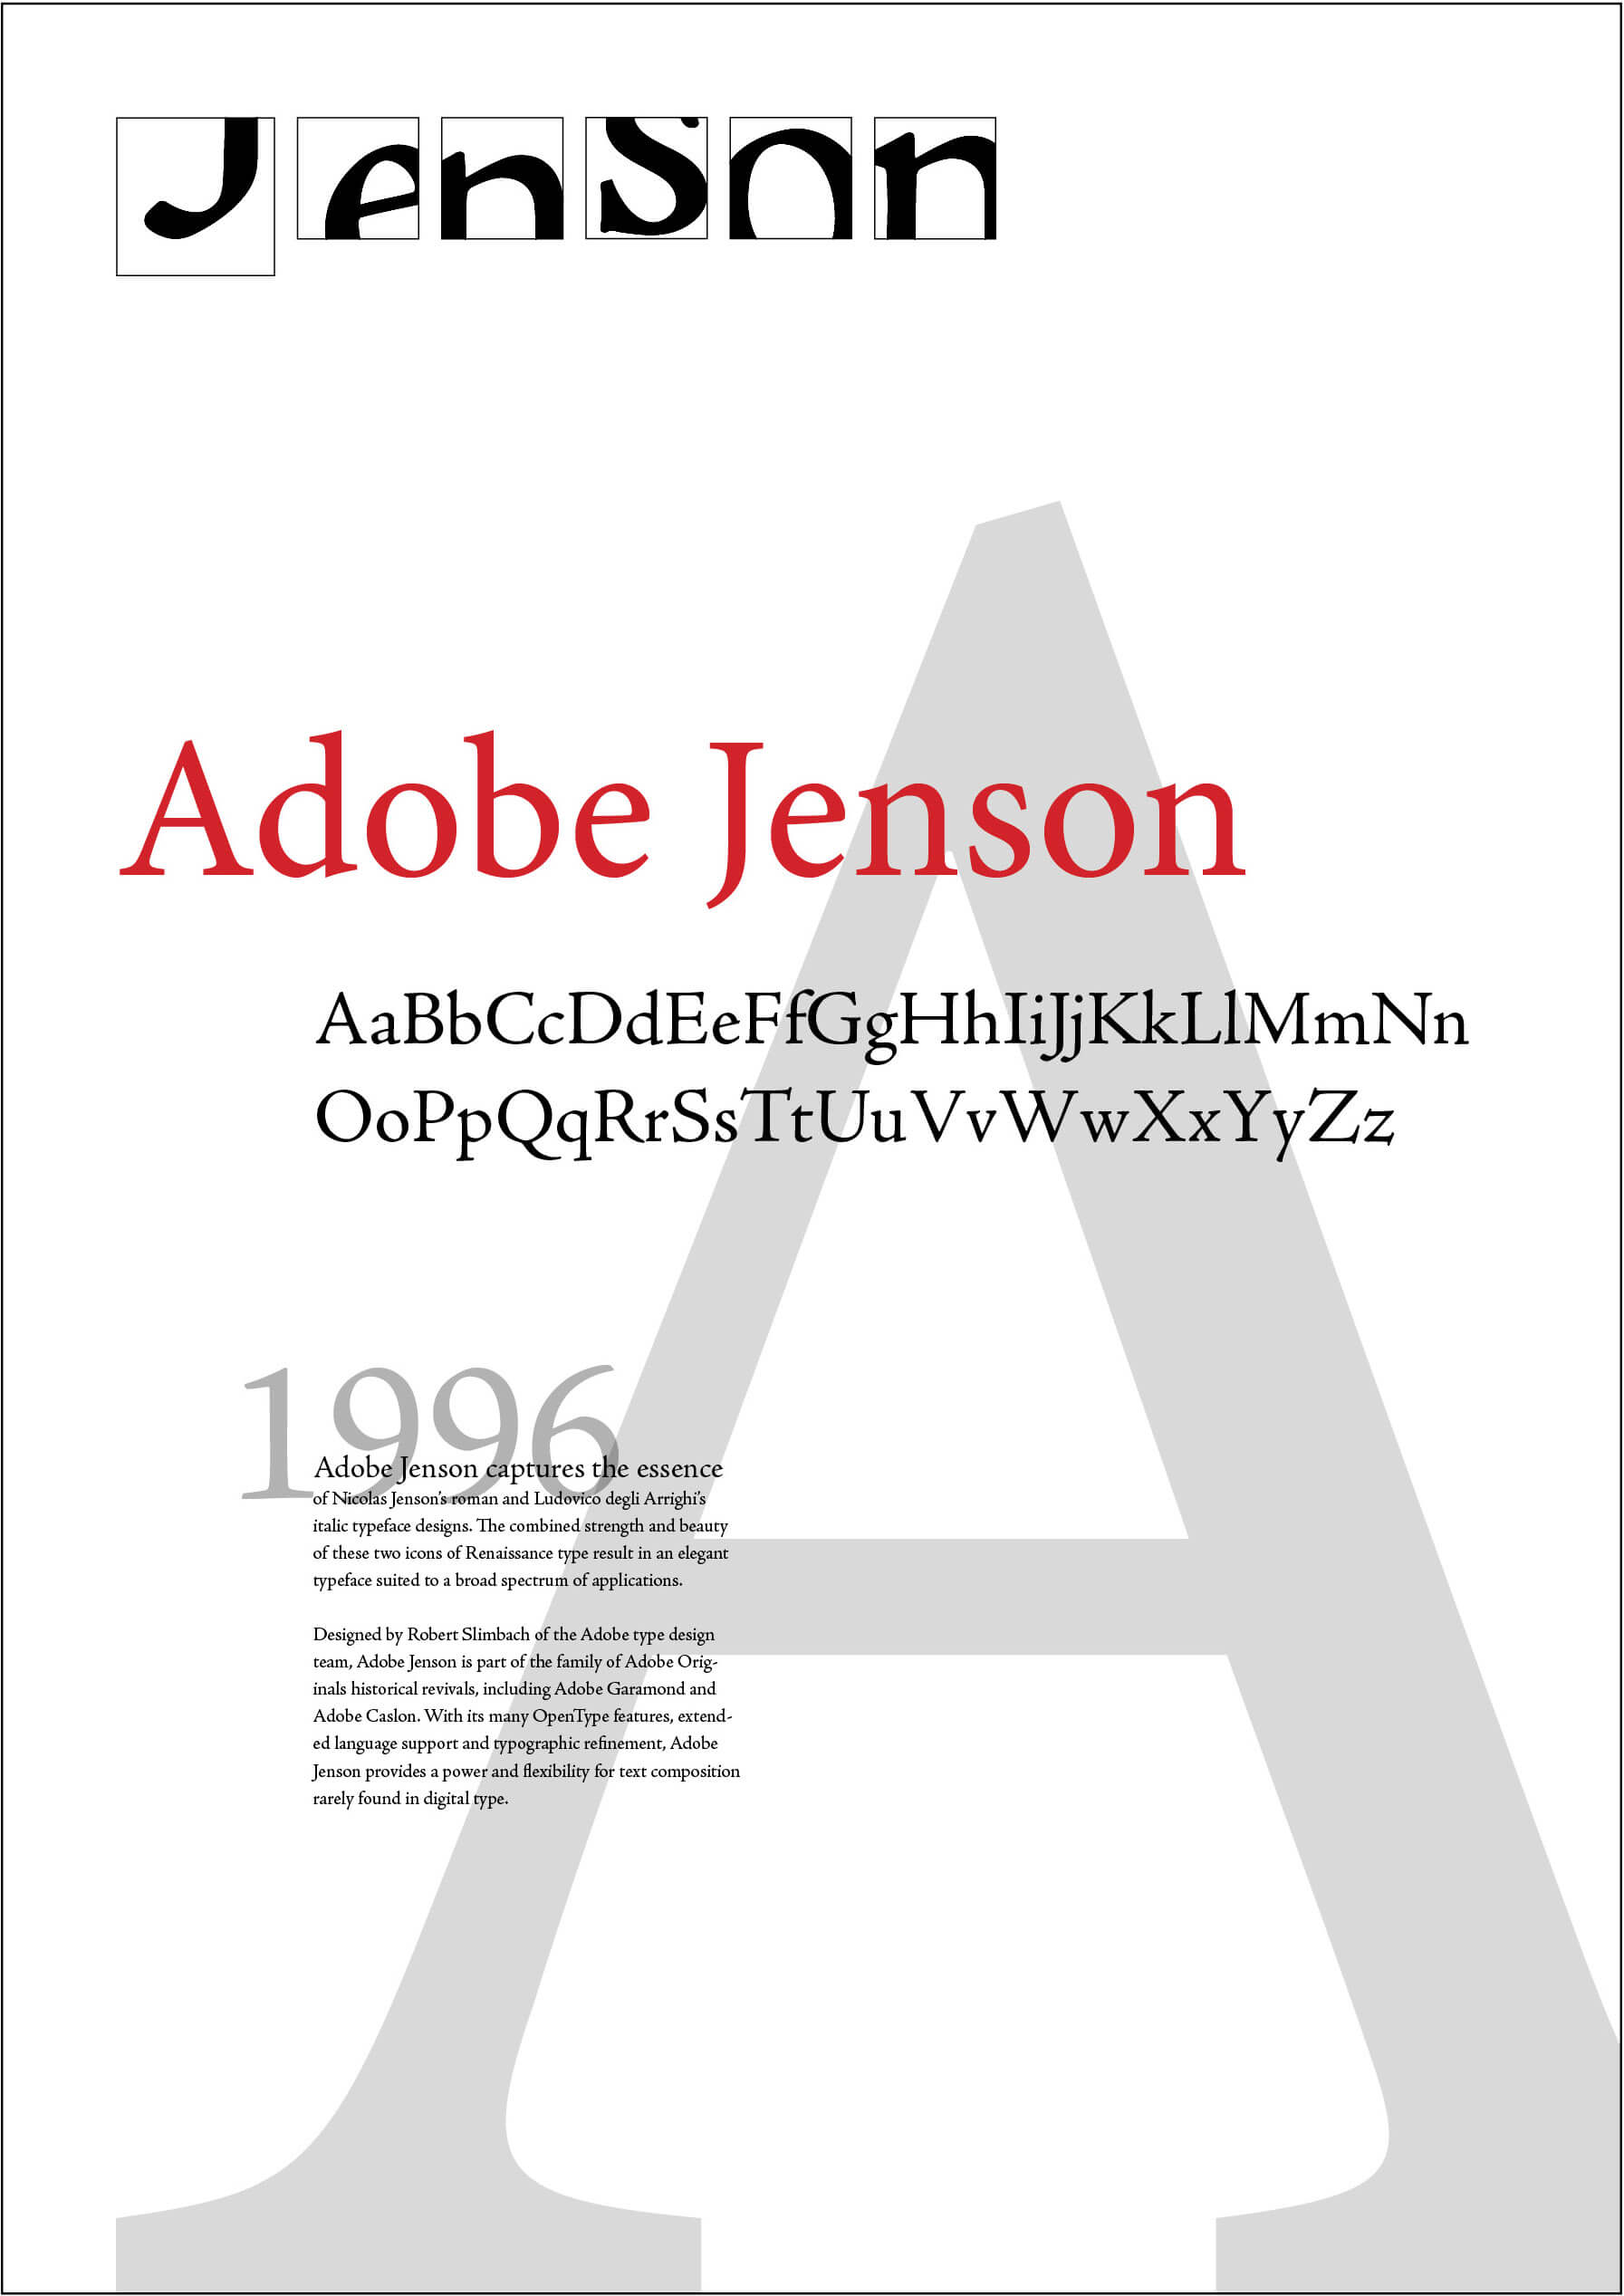 JenSon
Adobe Jenson
AaBbCcDdEeFfGgHhIiJjKkLlMmNn
OoPpQqRrSsTtUuVvWwXxYyZz
1996
Adobe Jenson captures the essence
of Nicolas Jenson’s roman and Ludovico degli Arrighi’s
italic typeface designs. The combined strength and beauty
of these two icons of Renaissance type result in an elegant
typeface suited to a broad spectrum of applications.
Designed by Robert Slimbach of the Adobe type design
team, Adobe Jenson is part of the family of Adobe Orig-
inals historical revivals, including Adobe Garamond and
Adobe Caslon. With its many OpenType features, extend-
ed language support and typographic refinement, Adobe
Jenson provides a power and flexibility for text composition
rarely found in digital type.
A